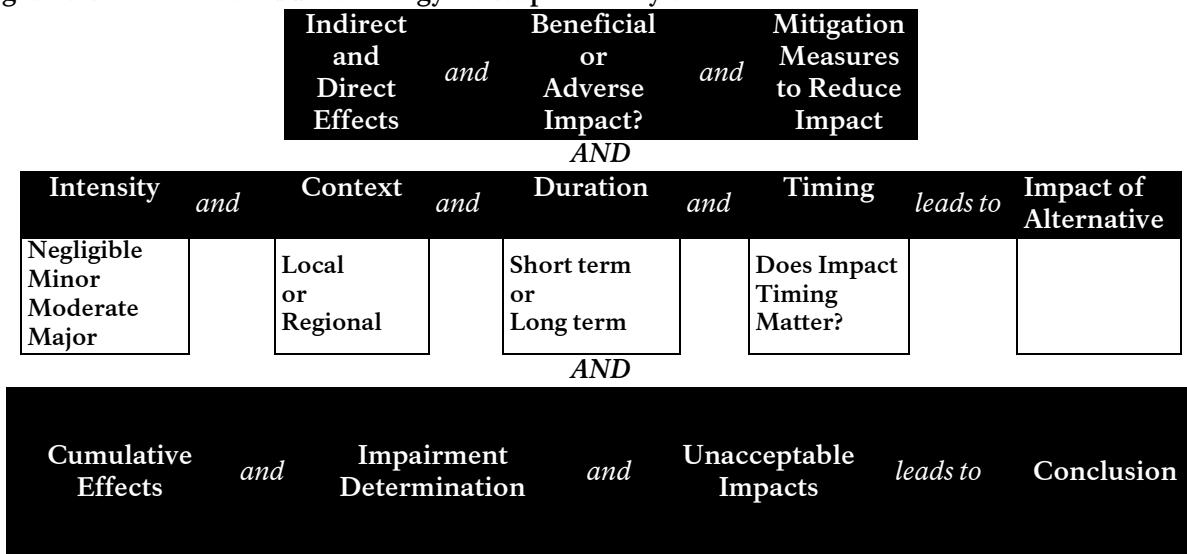 Indirect and Direct Effects and Beneficial or Adverse Impact? and Mitigation Measures to Reduce Impact
AND
Intensity and Context and Duration and Timing leads to Impact of Alternative
Negligible
Minor
Moderate
Major
Local
or
Regional
Short term
or
Long term
Does Impact
Timing
Matter?
AND
Cumulative Effects and Impairment Determination and Unacceptable Impacts leads to Conclusion